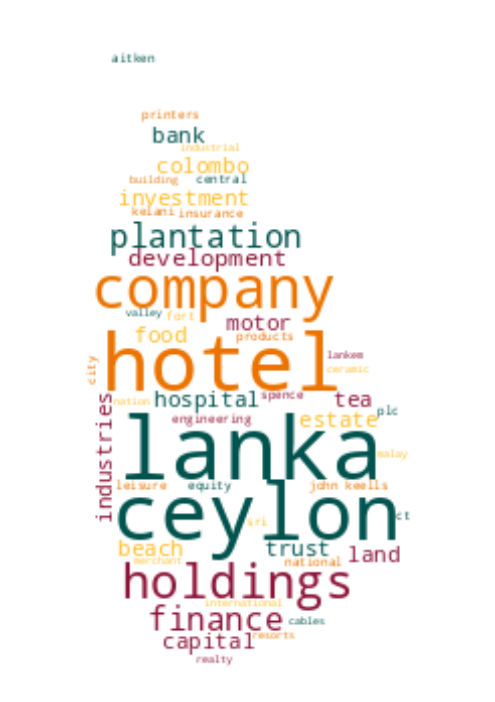 aitken
printers
bank
industrial
colombo
building central
investment
kelani insurance
plantation
development
company
valley fort
motor
food products
hotel
lankem
city ceramic
nation hospital spence tea
plc
engineering estate
industries
lanka
malay
leisure equity john keells
ceylon
ct
sri
beach trust land
merchant national
holdings
international
finance cables
capital resorts
realty